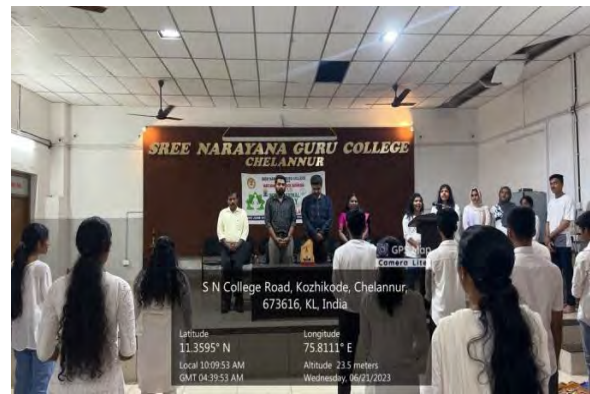 SREE NARAYANA GURU COLLEGE
CHELANNUR
GPS Map
Camera Lite
S N College Road, Kozhikode, Chelannur,
673616, KL, India
Latitude
11.3595° N
Longitude
75.8111° E
Local 10:09:53 AM
GMT 04:39:53 AM
Altitude 23.5 meters
Wednesday, 06/21/2023